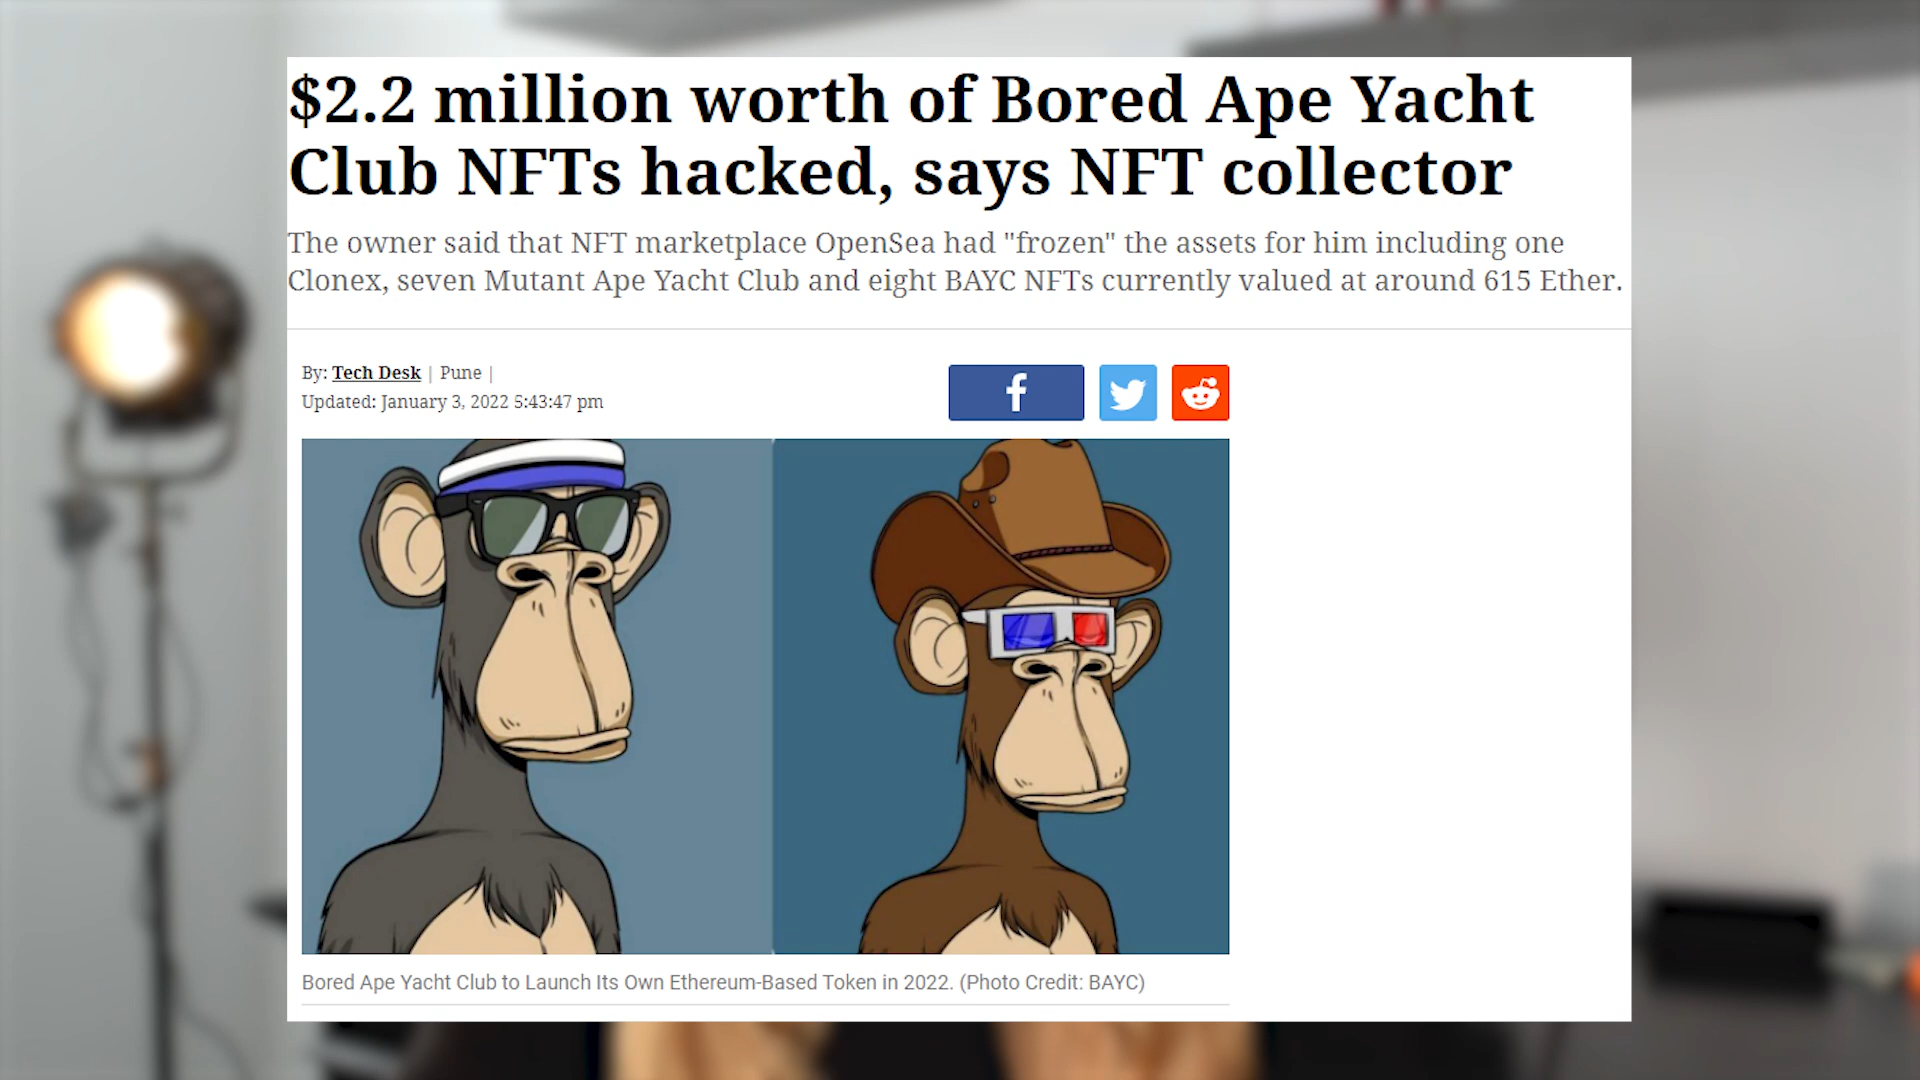 $2.2 million worth of Bored Ape Yacht
Club NFTs hacked, says NFT collector
The owner said that NFT marketplace OpenSea had "frozen" the assets for him including one
Clonex, seven Mutant Ape Yacht Club and eight BAYC NFTs currently valued at around 615 Ether.
By: Tech Desk | Pune |
Updated: January 3, 2022 5:43:47 pm
Bored Ape Yacht Club to Launch Its Own Ethereum-Based Token in 2022. (Photo Credit: BAYC)